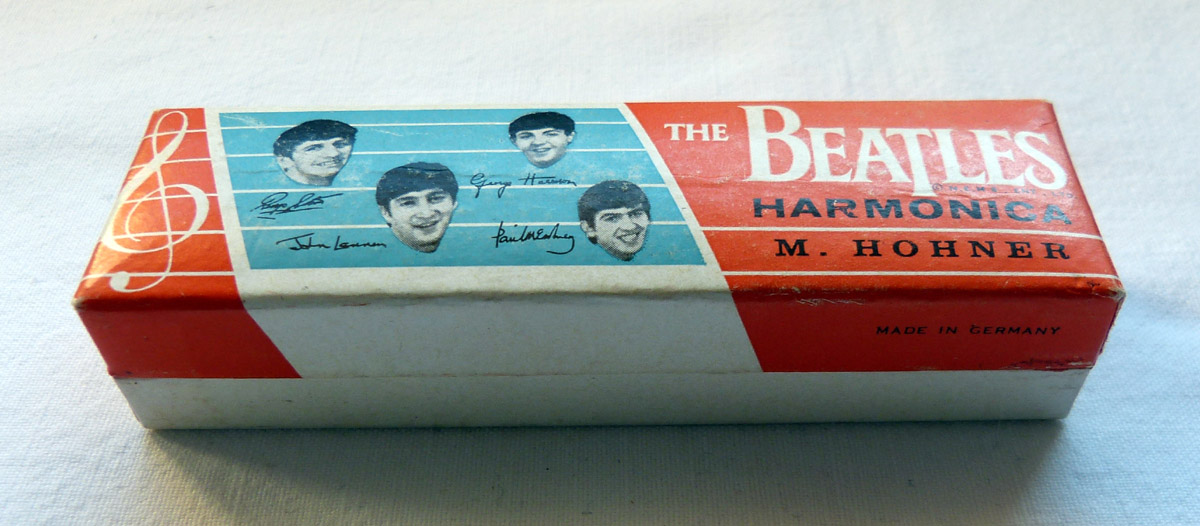 THE BEATLES
HARMONICA
M. HOHNER
MADE IN GERMANY
George Harrison
John Lennon
Paul McCartney